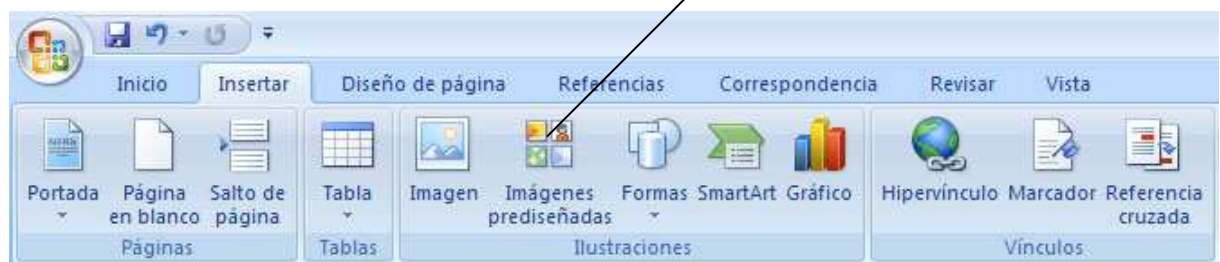 Inicio Insertar Diseño de página Referencias Correspondencia Revisar Vista
Portada Página en blanco Salto de página Tabla Imagen Imágenes prediseñadas Formas SmartArt Gráfico Hipervínculo Marcador Referencia cruzada
Páginas Tablas Ilustraciones Vínculos